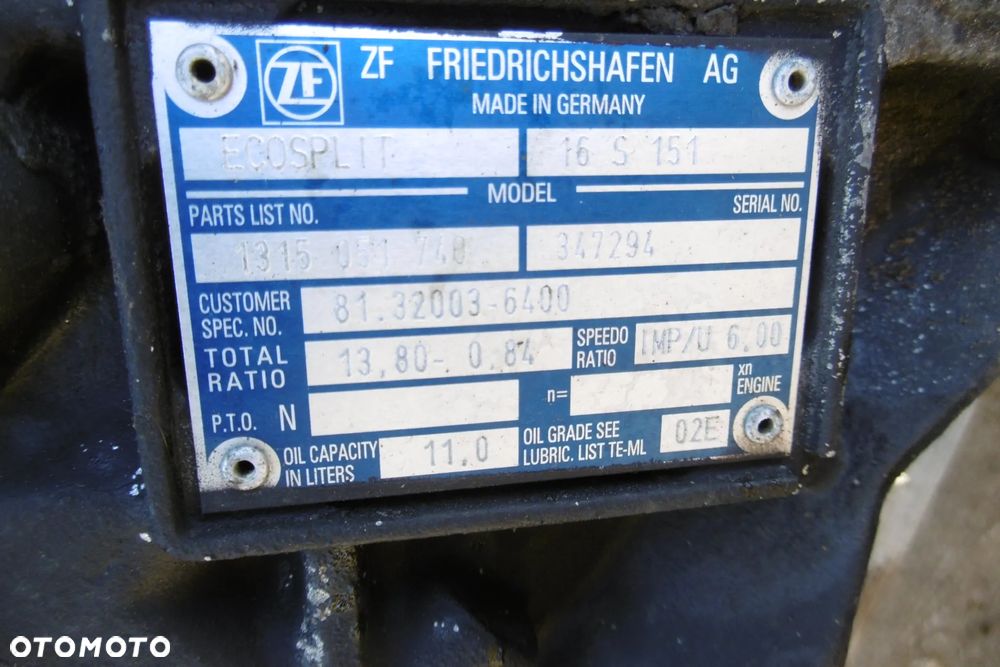 ZF ZF FRIEDRICHSHAFEN AG
MADE IN GERMANY
ECOSPLIT 16 S 151
MODEL
PARTS LIST NO. SERIAL NO.
1315 051 740 347294
CUSTOMER SPEC. NO. 81.32003-6400
TOTAL RATIO 13,80- 0,84 SPEEDO RATIO IMP/U 6,00
P.T.O. N n= xn ENGINE
OIL CAPACITY IN LITERS 11,0 OIL GRADE SEE LUBRIC. LIST TE-ML 02E
OTOMOTO